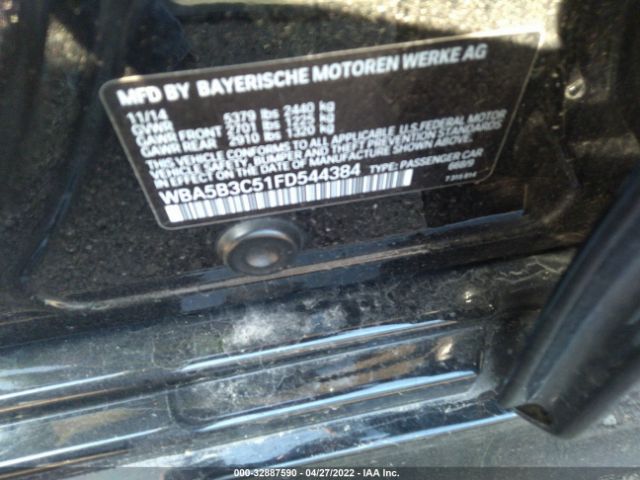 MFD BY BAYERISCHE MOTOREN WERKE AG
11/14
GVWR 5379 lbs 2440 kg
GAWR FRONT 2701 lbs 1225 kg
GAWR REAR 2910 lbs 1320 kg
THIS VEHICLE CONFORMS TO ALL APPLICABLE U.S. FEDERAL MOTOR
VEHICLE SAFETY, BUMPER, AND THEFT PREVENTION STANDARDS IN
EFFECT ON THE DATE OF MANUFACTURE SHOWN ABOVE.
WBA5B3C51FD544384 TYPE: PASSENGER CAR
000-32887590 - 04/27/2022 - IAA Inc.